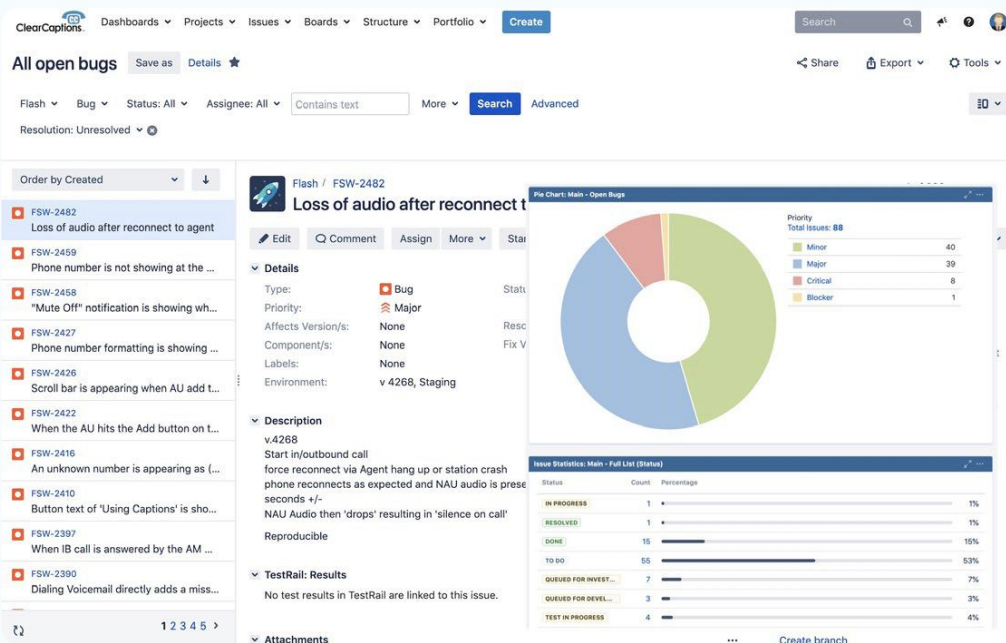 ClearCaptions
Dashboards Projects Issues Boards Structure Portfolio Create Search
All open bugs Save as Details Share Export Tools
Flash Bug Status: All Assignee: All Contains text More Search Advanced
Resolution: Unresolved
Order by Created
FSW-2482
Loss of audio after reconnect to agent
FSW-2459
Phone number is not showing at the ...
FSW-2458
"Mute Off" notification is showing wh...
FSW-2427
Phone number formatting is showing ...
FSW-2426
Scroll bar is appearing when AU add t...
FSW-2422
When the AU hits the Add button on t...
FSW-2416
An unknown number is appearing as (...
FSW-2410
Button text of 'Using Captions' is sho...
FSW-2397
When IB call is answered by the AM ...
FSW-2390
Dialing Voicemail directly adds a miss...
1 2 3 4 5
Flash / FSW-2482
Loss of audio after reconnect t
Edit Comment Assign More Star
Details
Type: Bug Statu
Priority: Major
Affects Version/s: None Resc
Component/s: None Fix V
Labels: None
Environment: v 4268, Staging
Description
v.4268
Start in/outbound call
force reconnect via Agent hang up or station crash
phone reconnects as expected and NAU audio is prese
seconds +/-
NAU Audio then 'drops' resulting in 'silence on call'
Reproducible
TestRail: Results
No test results in TestRail are linked to this issue.
Attachments
Pie Chart: Main - Open Bugs
Priority
Total Issues: 88
Minor 40
Major 39
Critical 8
Blocker 1
Issue Statistics: Main - Full List (Status)
Status Count Percentage
IN PROGRESS 1 1%
RESOLVED 1 1%
DONE 15 15%
TO DO 55 53%
QUEUED FOR INVEST... 7 7%
QUEUED FOR DEVEL... 3 3%
TEST IN PROGRESS 4 4%
... Create branch